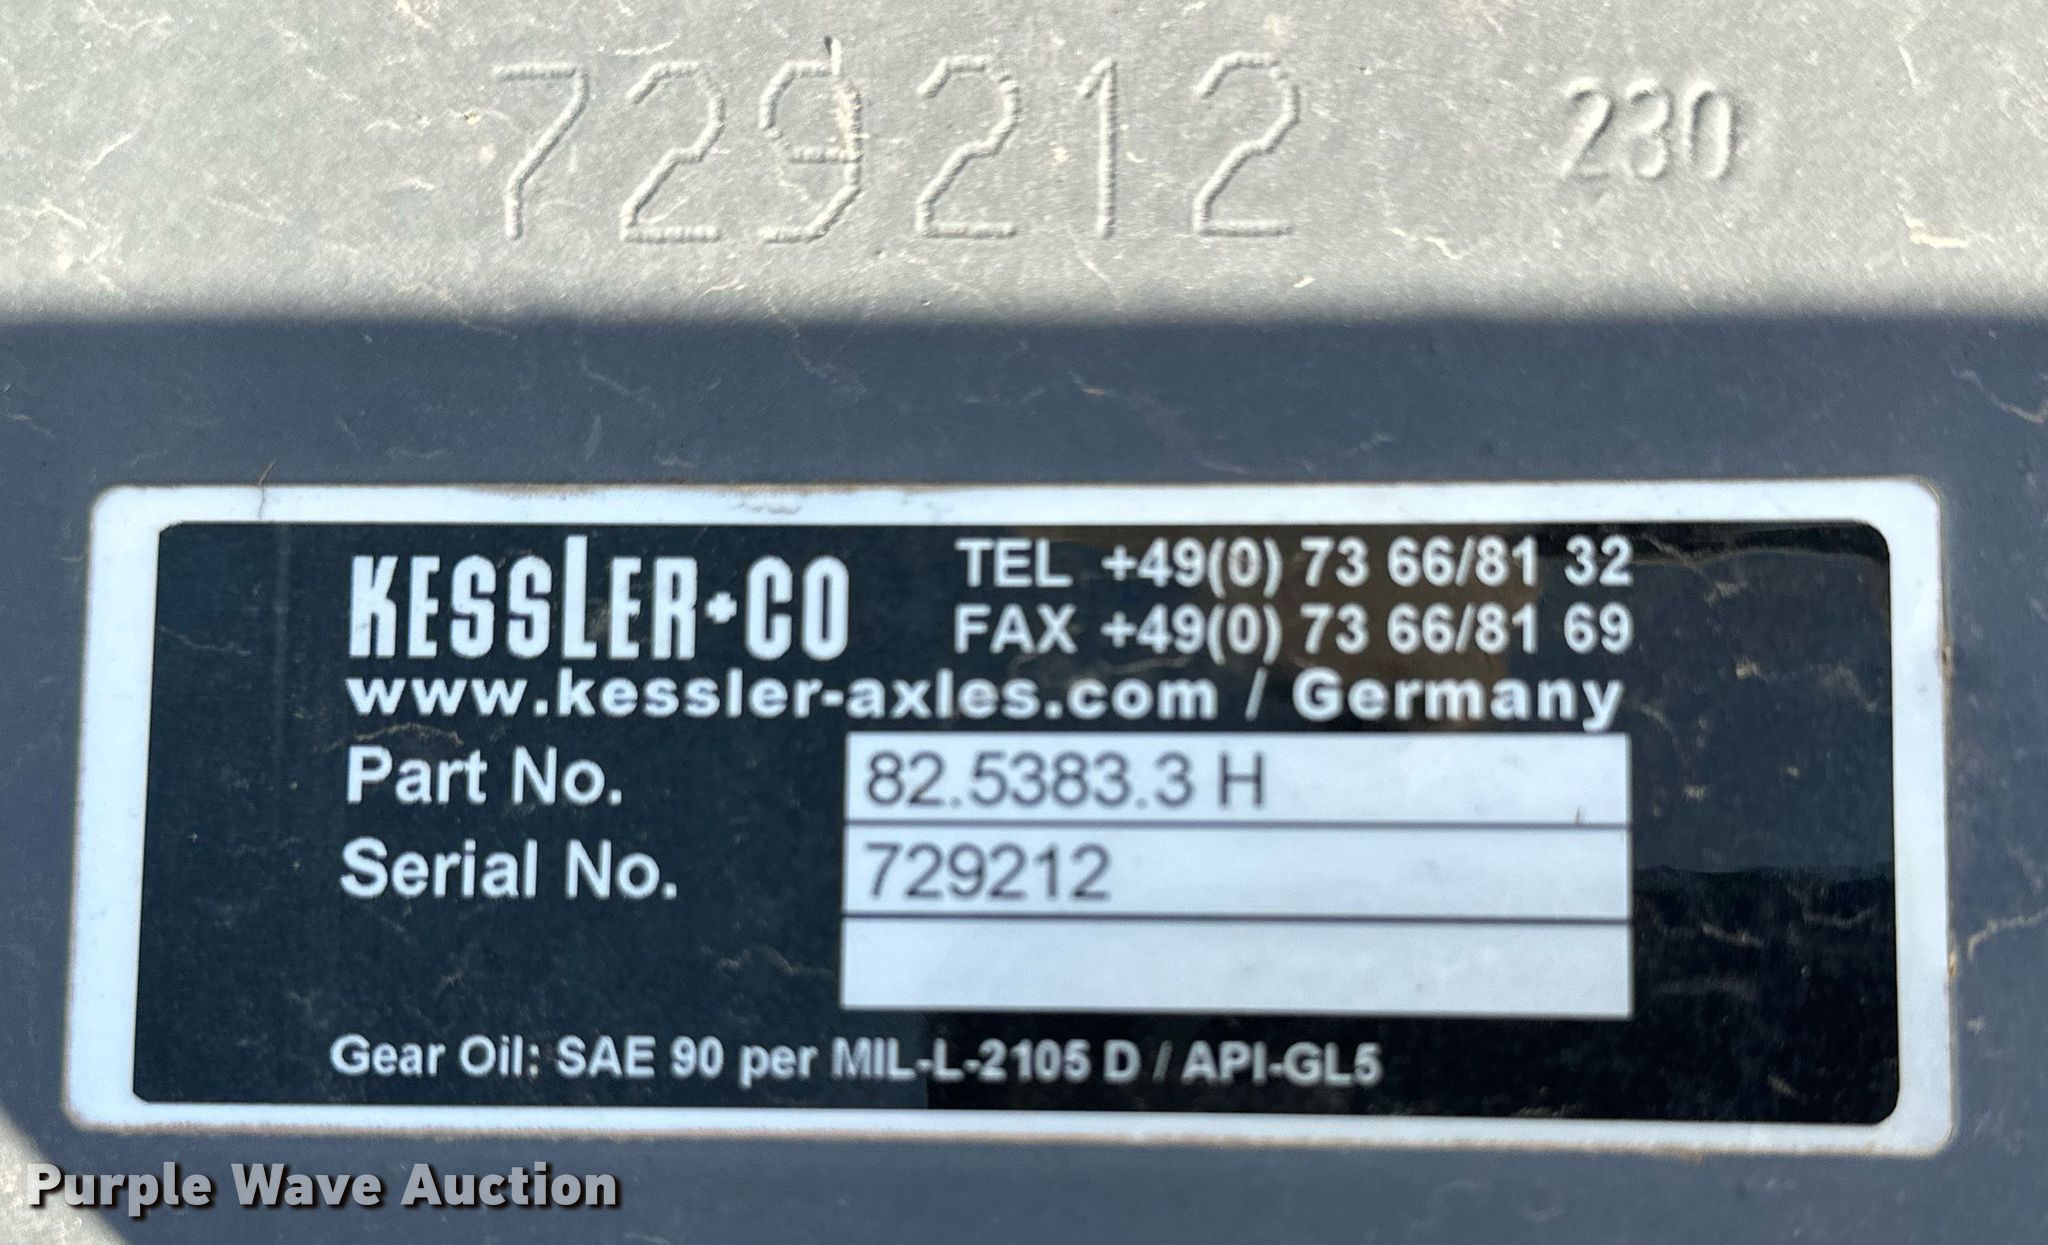 729212 230
KESSLER+CO
TEL +49(0) 73 66/81 32
FAX +49(0) 73 66/81 69
www.kessler-axles.com / Germany
Part No. 82.5383.3 H
Serial No. 729212
Gear Oil: SAE 90 per MIL-L-2105 D / API-GL5
Purple Wave Auction